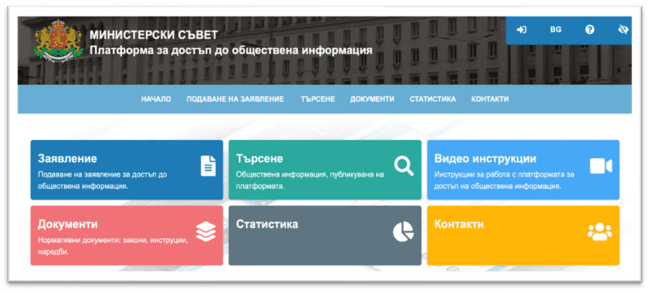 МИНИСТЕРСКИ СЪВЕТ
Платформа за достъп до обществена информация
BG
НАЧАЛО ПОДАВАНЕ НА ЗАЯВЛЕНИЕ ТЪРСЕНЕ ДОКУМЕНТИ СТАТИСТИКА КОНТАКТИ
Заявление
Подаване на заявление за достъп до
обществена информация.
Търсене
Обществена информация, публикувана на
платформата.
Видео инструкции
Инструкции за работа с платформата за
достъп на обществена информация.
Документи
Нормативни документи: закони, инструкции,
наредби.
Статистика
Контакти